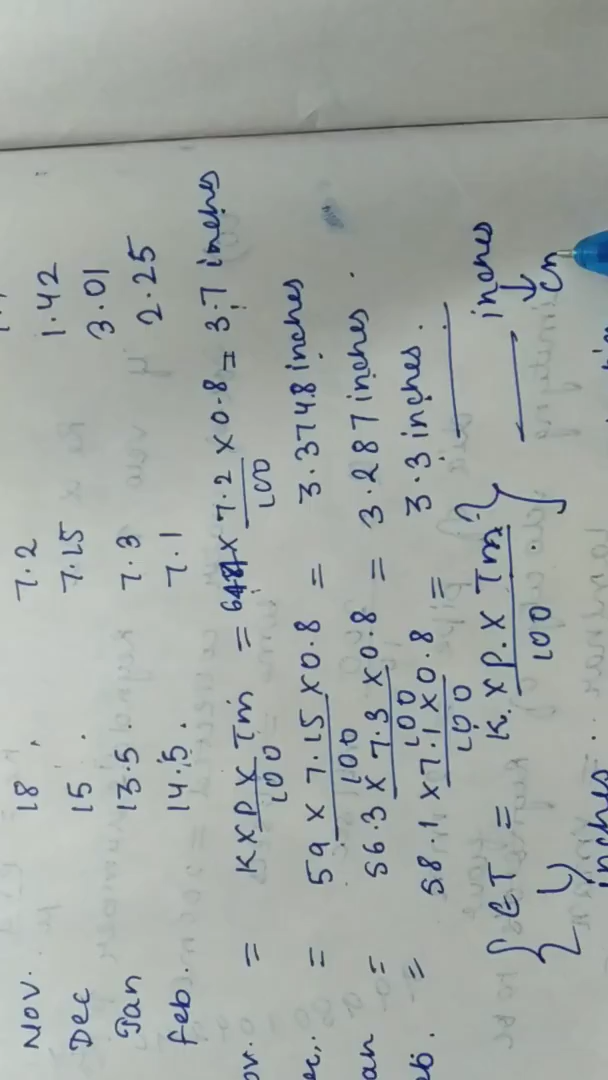 Nov. 18. 7.2 1.42
Dec 15. 7.15 3.01
Jan 13.5. 7.3 2.25
Feb. 14.5. 7.1
= K x P x Tm / 100 = x 7.2 x 0.8 / 100 = 3.7 inches
= 59 x 7.15 x 0.8 / 100 = 3.3748 inches
= 56.3 x 7.3 x 0.8 / 100 = 3.287 inches.
= 58.1 x 7.1 x 0.8 / 100 = 3.3 inches.
{ ET = K. x P. x Tm / 100. } — inches
↓ cm
inches